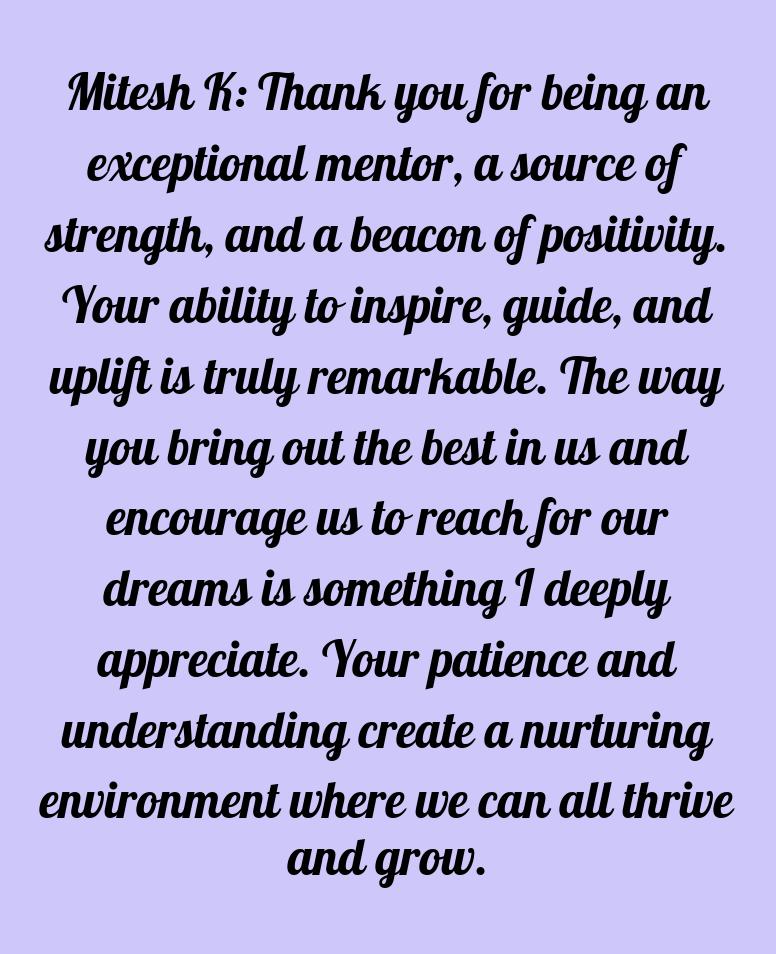 Mitesh K: Thank you for being an
exceptional mentor, a source of
strength, and a beacon of positivity.
Your ability to inspire, guide, and
uplift is truly remarkable. The way
you bring out the best in us and
encourage us to reach for our
dreams is something I deeply
appreciate. Your patience and
understanding create a nurturing
environment where we can all thrive
and grow.